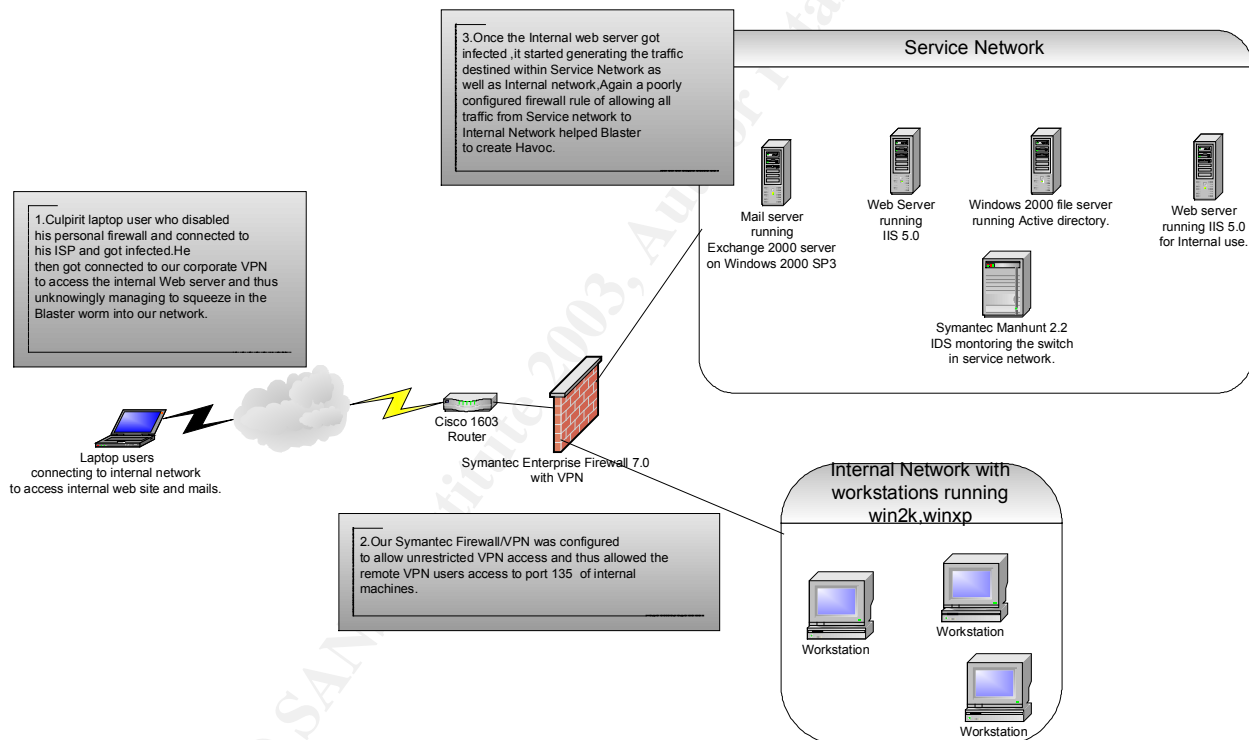 3.Once the Internal web server got
infected ,it started generating the traffic
destined within Service Network as
well as Internal network,Again a poorly
configured firewall rule of allowing all
traffic from Service network to
Internal Network helped Blaster
to create Havoc.
Service Network
Mail server
running
Exchange 2000 server
on Windows 2000 SP3
Web Server
running
IIS 5.0
Windows 2000 file server
running Active directory.
Web server
running IIS 5.0
for Internal use.
Symantec Manhunt 2.2
IDS montoring the switch
in service network.
1.Culpirit laptop user who disabled
his personal firewall and connected to
his ISP and got infected.He
then got connected to our corporate VPN
to access the internal Web server and thus
unknowingly managing to squeeze in the
Blaster worm into our network.
Laptop users
connecting to internal network
to access internal web site and mails.
Cisco 1603
Router
Symantec Enterprise Firewall 7.0
with VPN
2.Our Symantec Firewall/VPN was configured
to allow unrestricted VPN access and thus allowed the
remote VPN users access to port 135 of internal
machines.
Internal Network with
workstations running
win2k,winxp
Workstation
Workstation
Workstation
SANS
titute 2003, Au